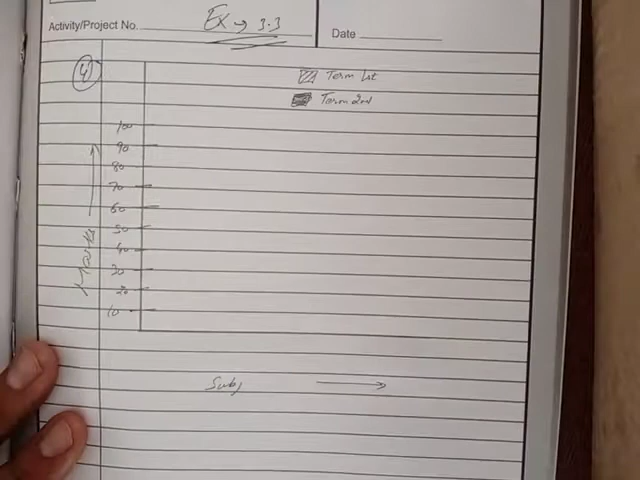 Activity/Project No. Ex → 3.3
Date
4
Term Ist
Term 2nd
100
90
80
70
60
50
40
30
20
10
Marks
Subj